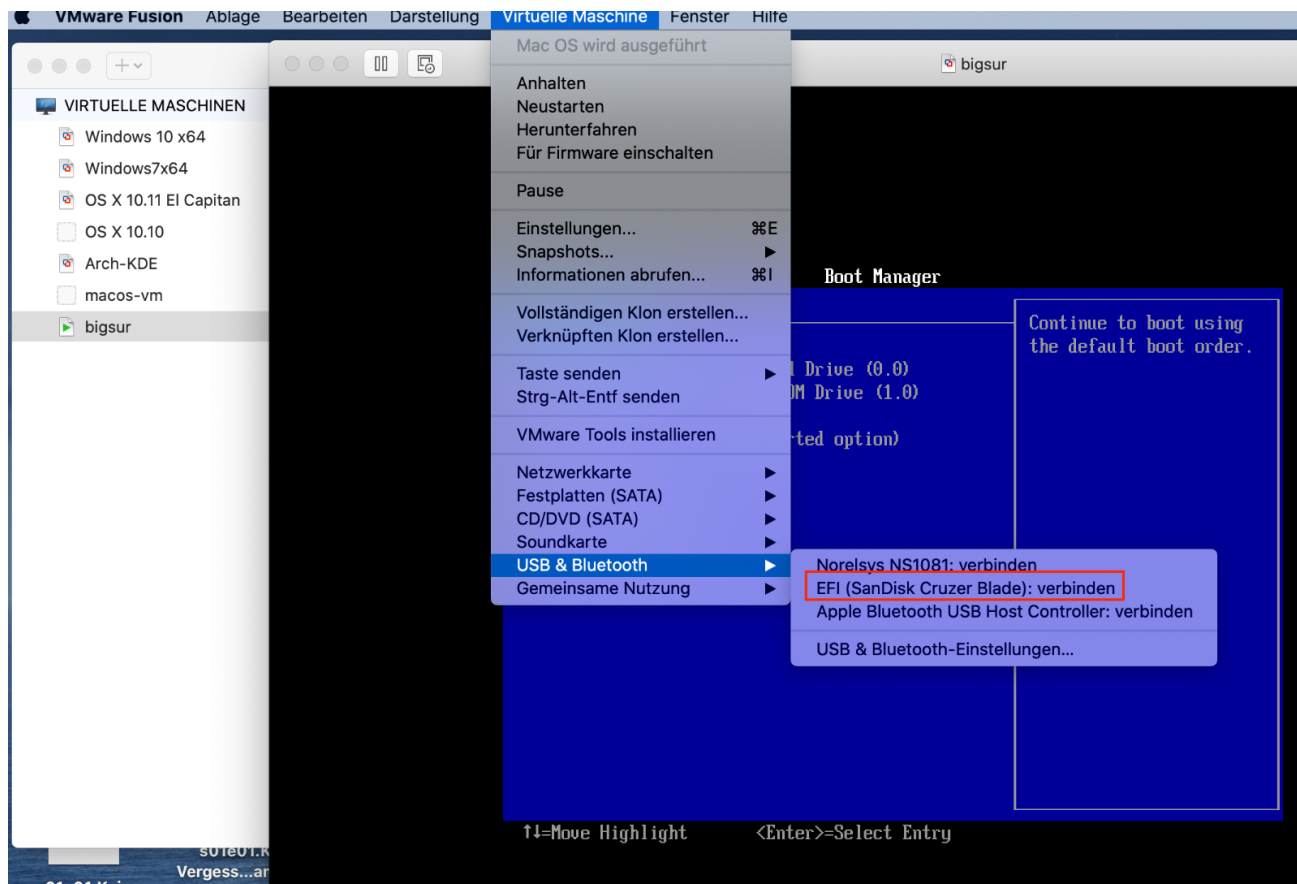 VMware Fusion Ablage Bearbeiten Darstellung Virtuelle Maschine Fenster Hilfe
bigsur
VIRTUELLE MASCHINEN
Windows 10 x64
Windows7x64
OS X 10.11 El Capitan
OS X 10.10
Arch-KDE
macos-vm
bigsur
Mac OS wird ausgeführt
Anhalten
Neustarten
Herunterfahren
Für Firmware einschalten
Pause
Einstellungen... ⌘E
Snapshots... ▶
Informationen abrufen... ⌘I
Vollständigen Klon erstellen...
Verknüpften Klon erstellen...
Taste senden ▶
Strg-Alt-Entf senden
VMware Tools installieren
Netzwerkkarte ▶
Festplatten (SATA) ▶
CD/DVD (SATA) ▶
Soundkarte ▶
USB & Bluetooth ▶
Gemeinsame Nutzung ▶
Norelsys NS1081: verbinden
EFI (SanDisk Cruzer Blade): verbinden
Apple Bluetooth USB Host Controller: verbinden
USB & Bluetooth-Einstellungen...
Boot Manager
Drive (0.0)
Drive (1.0)
option)
Continue to boot using
the default boot order.
↑↓=Move Highlight <Enter>=Select Entry
Vergess...ar